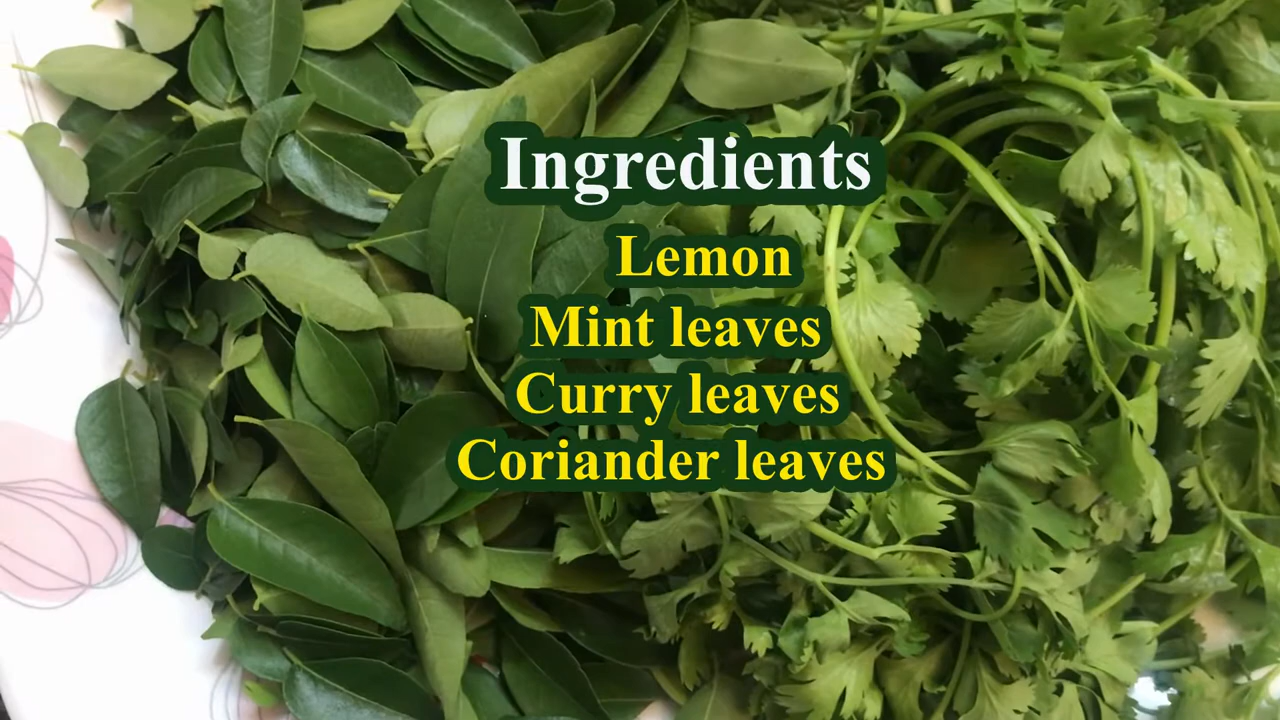 Ingredients
Lemon
Mint leaves
Curry leaves
Coriander leaves